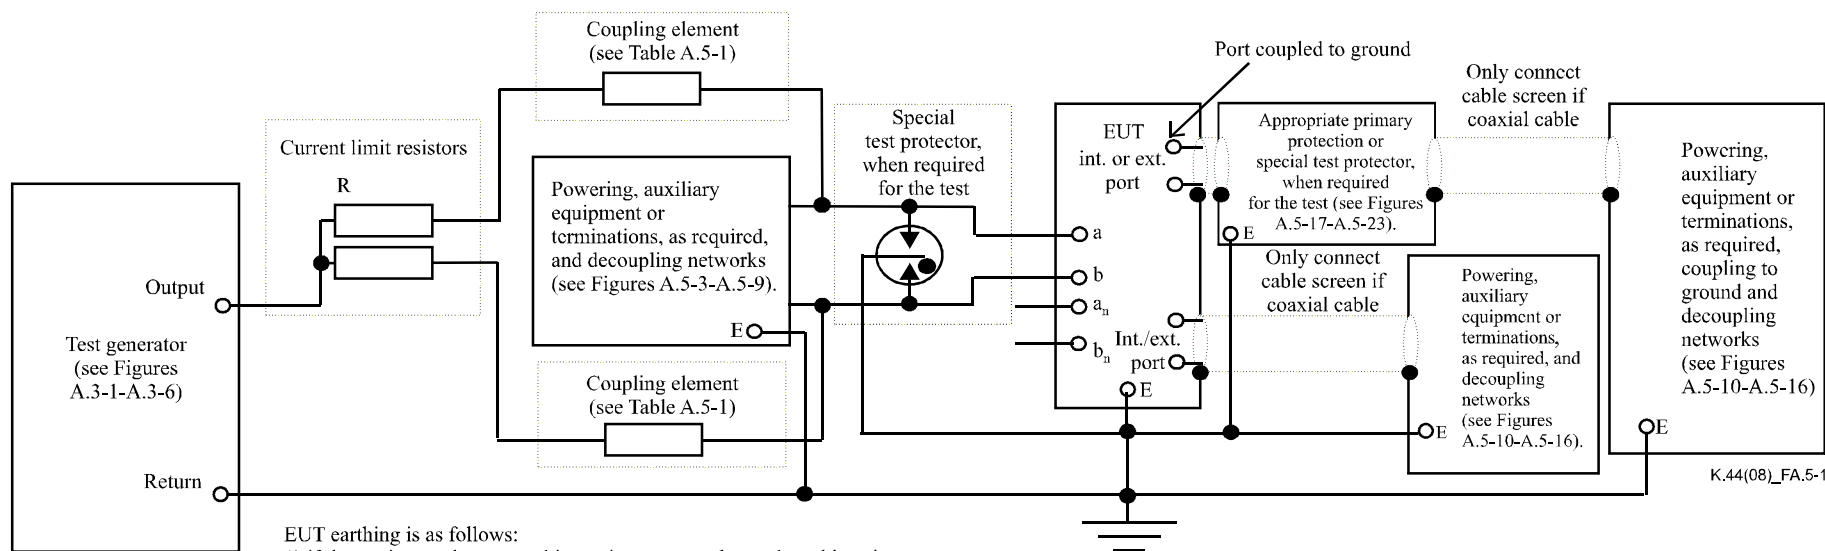 Coupling element
(see Table A.5-1)
Port coupled to ground
Only connect
cable screen if
coaxial cable
Current limit resistors
R
Special
test protector,
when required
for the test
EUT
int. or ext.
port
Appropriate primary
protection or
special test protector,
when required
for the test (see Figures
A.5-17-A.5-23).
E
Powering,
auxiliary
equipment or
terminations,
as required,
coupling to
ground and
decoupling
networks
(see Figures
A.5-10-A.5-16)
E
Powering, auxiliary
equipment or
terminations, as required,
and decoupling networks
(see Figures A.5-3-A.5-9).
E
a
b
a_n
b_n
Int./ext.
port
E
Only connect
cable screen if
coaxial cable
Powering,
auxiliary
equipment or
terminations,
as required, and
decoupling
networks
(see Figures
A.5-10-A.5-16).
E
Output
Test generator
(see Figures
A.3-1-A.3-6)
Return
Coupling element
(see Table A.5-1)
K.44(08)_FA.5-1
EUT earthing is as follows: